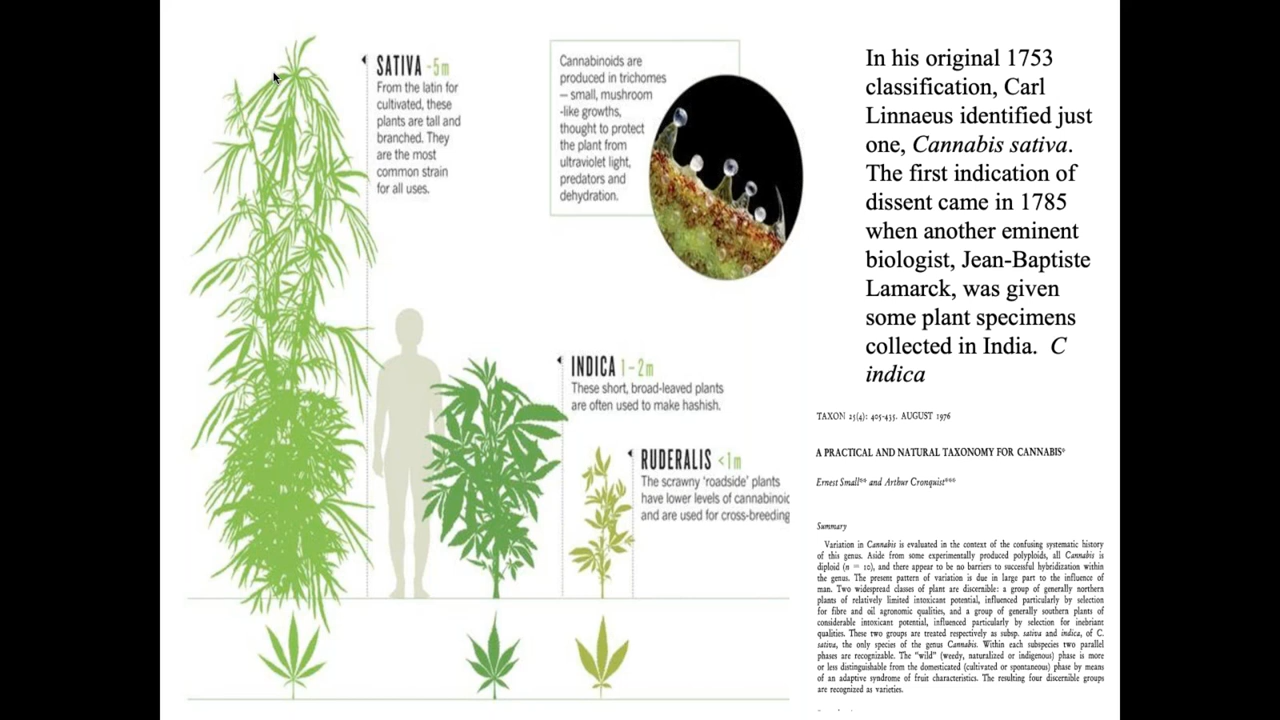 SATIVA ~5m
From the latin for
cultivated, these
plants are tall and
branched. They
are the most
common strain
for all uses.
Cannabinoids are
produced in trichomes
— small, mushroom
-like growths,
thought to protect
the plant from
ultraviolet light,
predators and
dehydration.
INDICA 1–2m
These short, broad-leaved plants
are often used to make hashish.
RUDERALIS <1m
The scrawny ‘roadside’ plants
have lower levels of cannabinoic
and are used for cross-breeding
In his original 1753
classification, Carl
Linnaeus identified just
one, Cannabis sativa.
The first indication of
dissent came in 1785
when another eminent
biologist, Jean-Baptiste
Lamarck, was given
some plant specimens
collected in India. C
indica
TAXON 25(4): 405-435. AUGUST 1976
A PRACTICAL AND NATURAL TAXONOMY FOR CANNABIS*
Ernest Small** and Arthur Cronquist***
Summary
Variation in Cannabis is evaluated in the context of the confusing systematic history
of this genus. Aside from some experimentally produced polyploids, all Cannabis is
diploid (n = 10), and there appear to be no barriers to successful hybridization within
the genus. The present pattern of variation is due in large part to the influence of
man. Two widespread classes of plant are discernible: a group of generally northern
plants of relatively limited intoxicant potential, influenced particularly by selection
for fibre and oil agronomic qualities, and a group of generally southern plants of
considerable intoxicant potential, influenced particularly by selection for inebriant
qualities. These two groups are treated respectively as subsp. sativa and indica, of C.
sativa, the only species of the genus Cannabis. Within each subspecies two parallel
phases are recognizable. The "wild" (weedy, naturalized or indigenous) phase is more
or less distinguishable from the domesticated (cultivated or spontaneous) phase by means
of an adaptive syndrome of fruit characteristics. The resulting four discernible groups
are recognized as varieties.